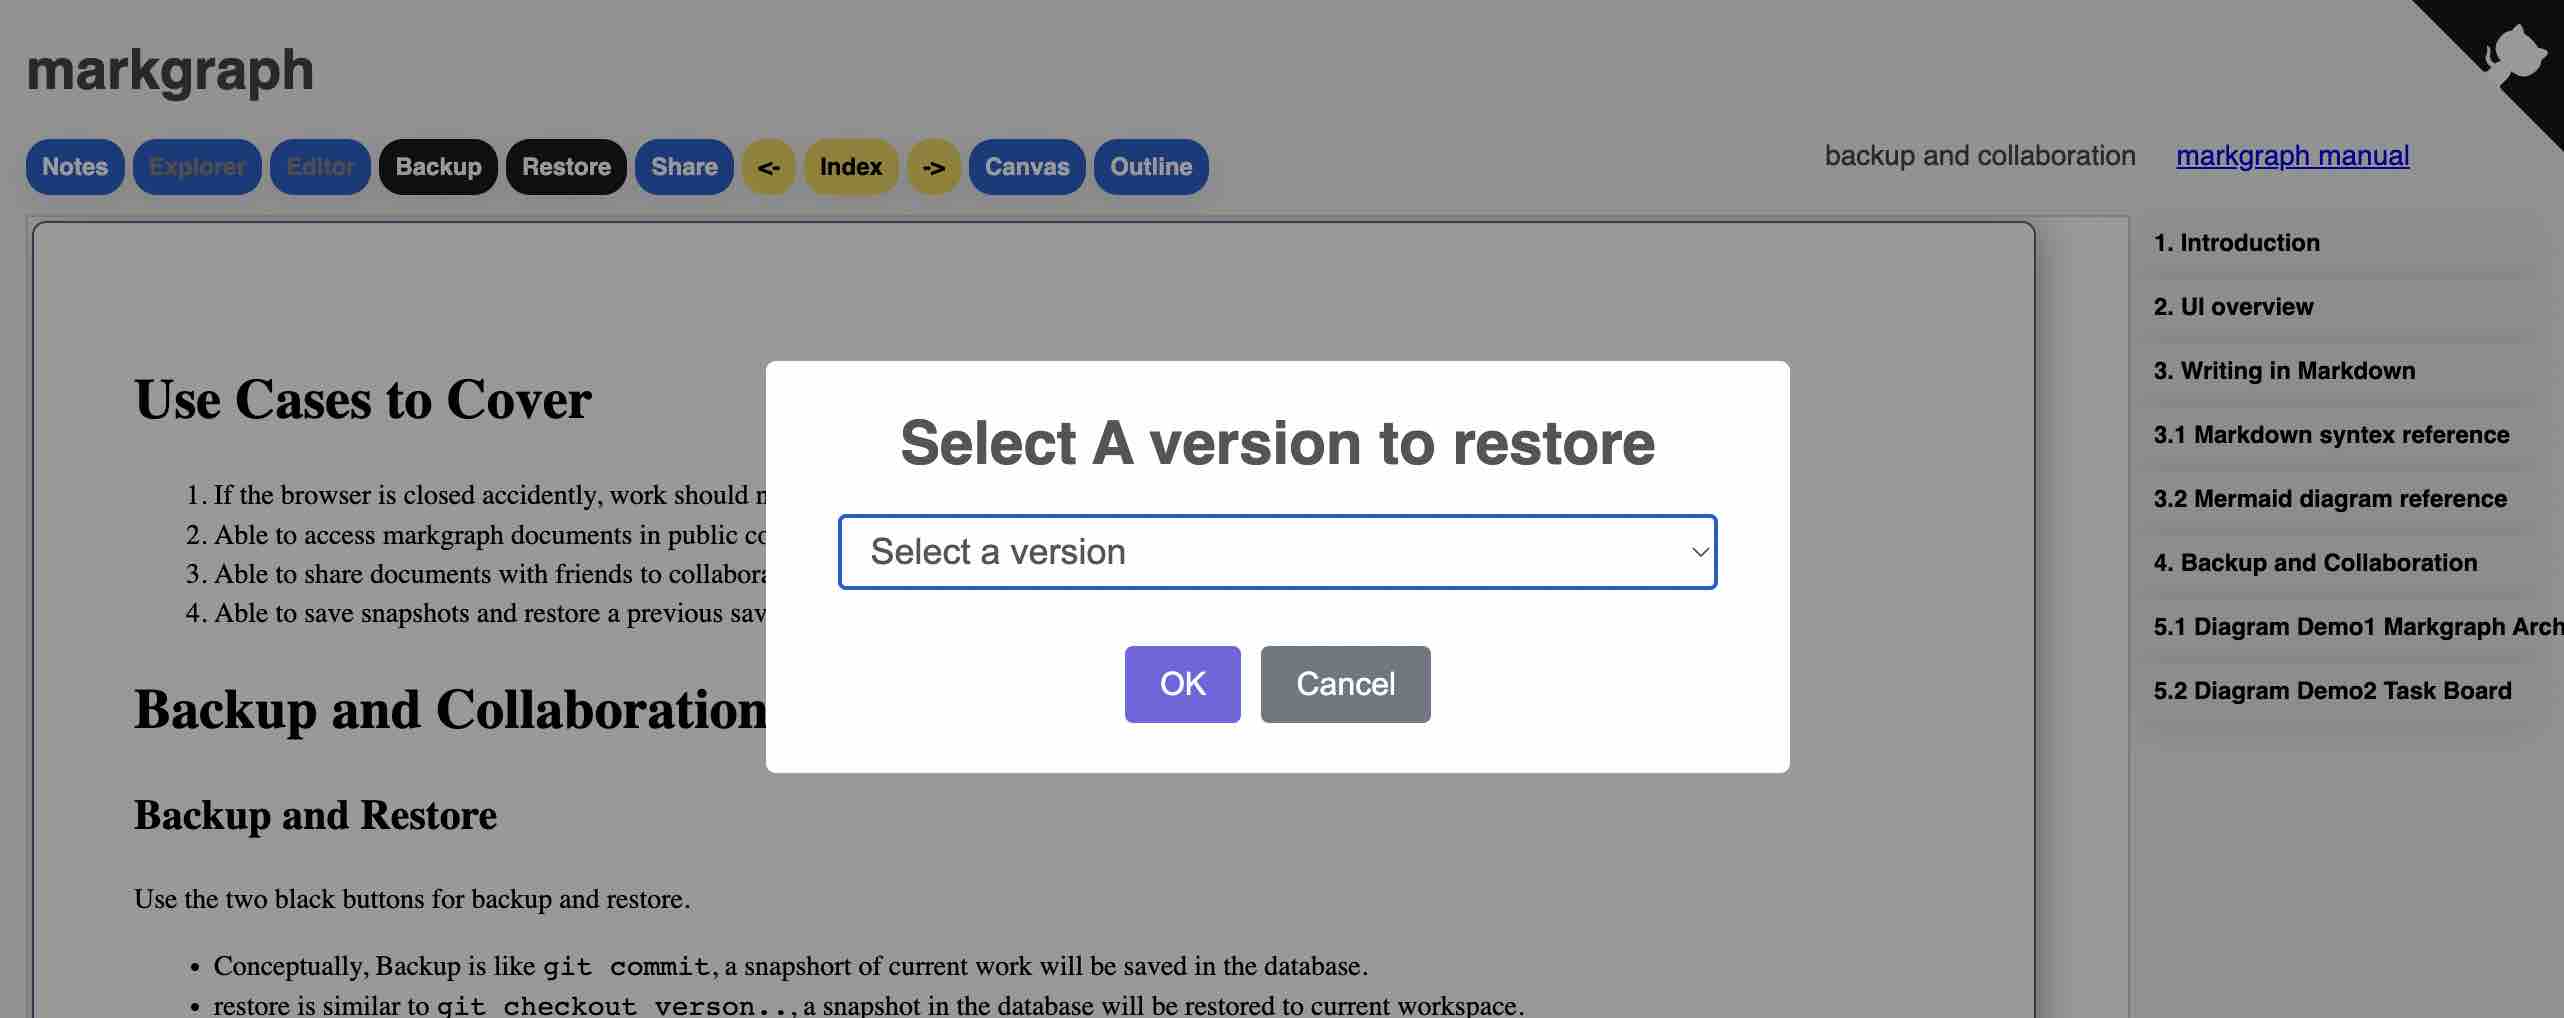 markgraph
Notes Explorer Editor Backup Restore Share <- Index -> Canvas Outline
backup and collaboration markgraph manual
Use Cases to Cover
1. If the browser is closed accidently, work should
2. Able to access markgraph documents in public
3. Able to share documents with friends to
4. Able to save snapshots and restore a previous
Backup and Collaboration
Backup and Restore
Use the two black buttons for backup and restore.
• Conceptually, Backup is like git commit, a snapshort of current work will be saved in the database.
• restore is similar to git checkout verson.., a snapshot in the database will be restored to current workspace.
Select A version to restore
Select a version
OK Cancel
1. Introduction
2. UI overview
3. Writing in Markdown
3.1 Markdown syntex reference
3.2 Mermaid diagram reference
4. Backup and Collaboration
5.1 Diagram Demo1 Markgraph Arch
5.2 Diagram Demo2 Task Board